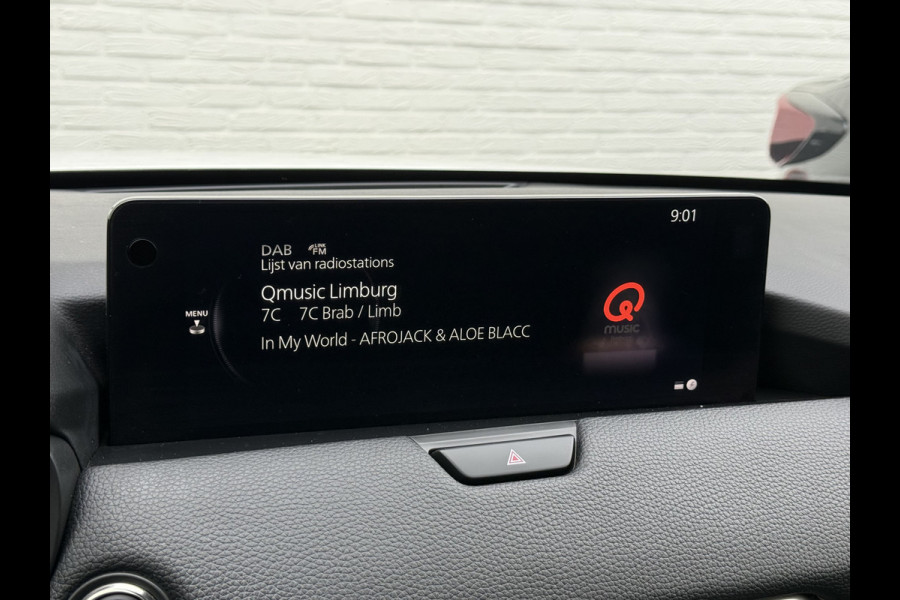 9:01
DAB LINK FM
Lijst van radiostations
Qmusic Limburg
7C 7C Brab / Limb
In My World - AFROJACK & ALOE BLACC
MENU
Q
music